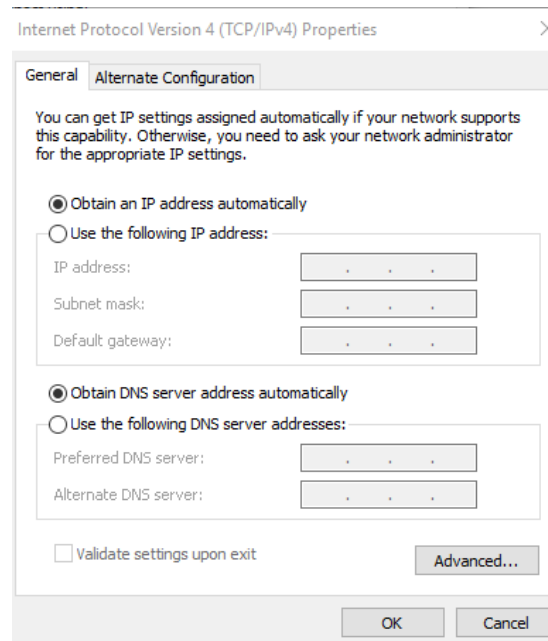 Internet Protocol Version 4 (TCP/IPv4) Properties
General
Alternate Configuration
You can get IP settings assigned automatically if your network supports
this capability. Otherwise, you need to ask your network administrator
for the appropriate IP settings.
Obtain an IP address automatically
Use the following IP address:
IP address:
Subnet mask:
Default gateway:
Obtain DNS server address automatically
Use the following DNS server addresses:
Preferred DNS server:
Alternate DNS server:
Validate settings upon exit
Advanced...
OK
Cancel